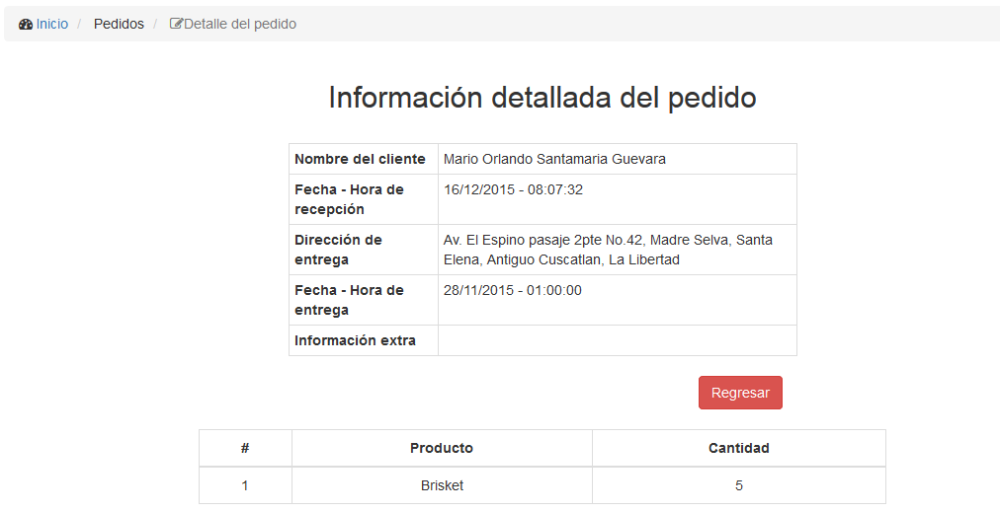 Inicio / Pedidos / Detalle del pedido
Información detallada del pedido
Nombre del cliente Mario Orlando Santamaria Guevara
Fecha - Hora de 16/12/2015 - 08:07:32
recepción
Dirección de Av. El Espino pasaje 2pte No.42, Madre Selva, Santa
entrega Elena, Antiguo Cuscatlan, La Libertad
Fecha - Hora de 28/11/2015 - 01:00:00
entrega
Información extra
Regresar
# Producto Cantidad
1 Brisket 5